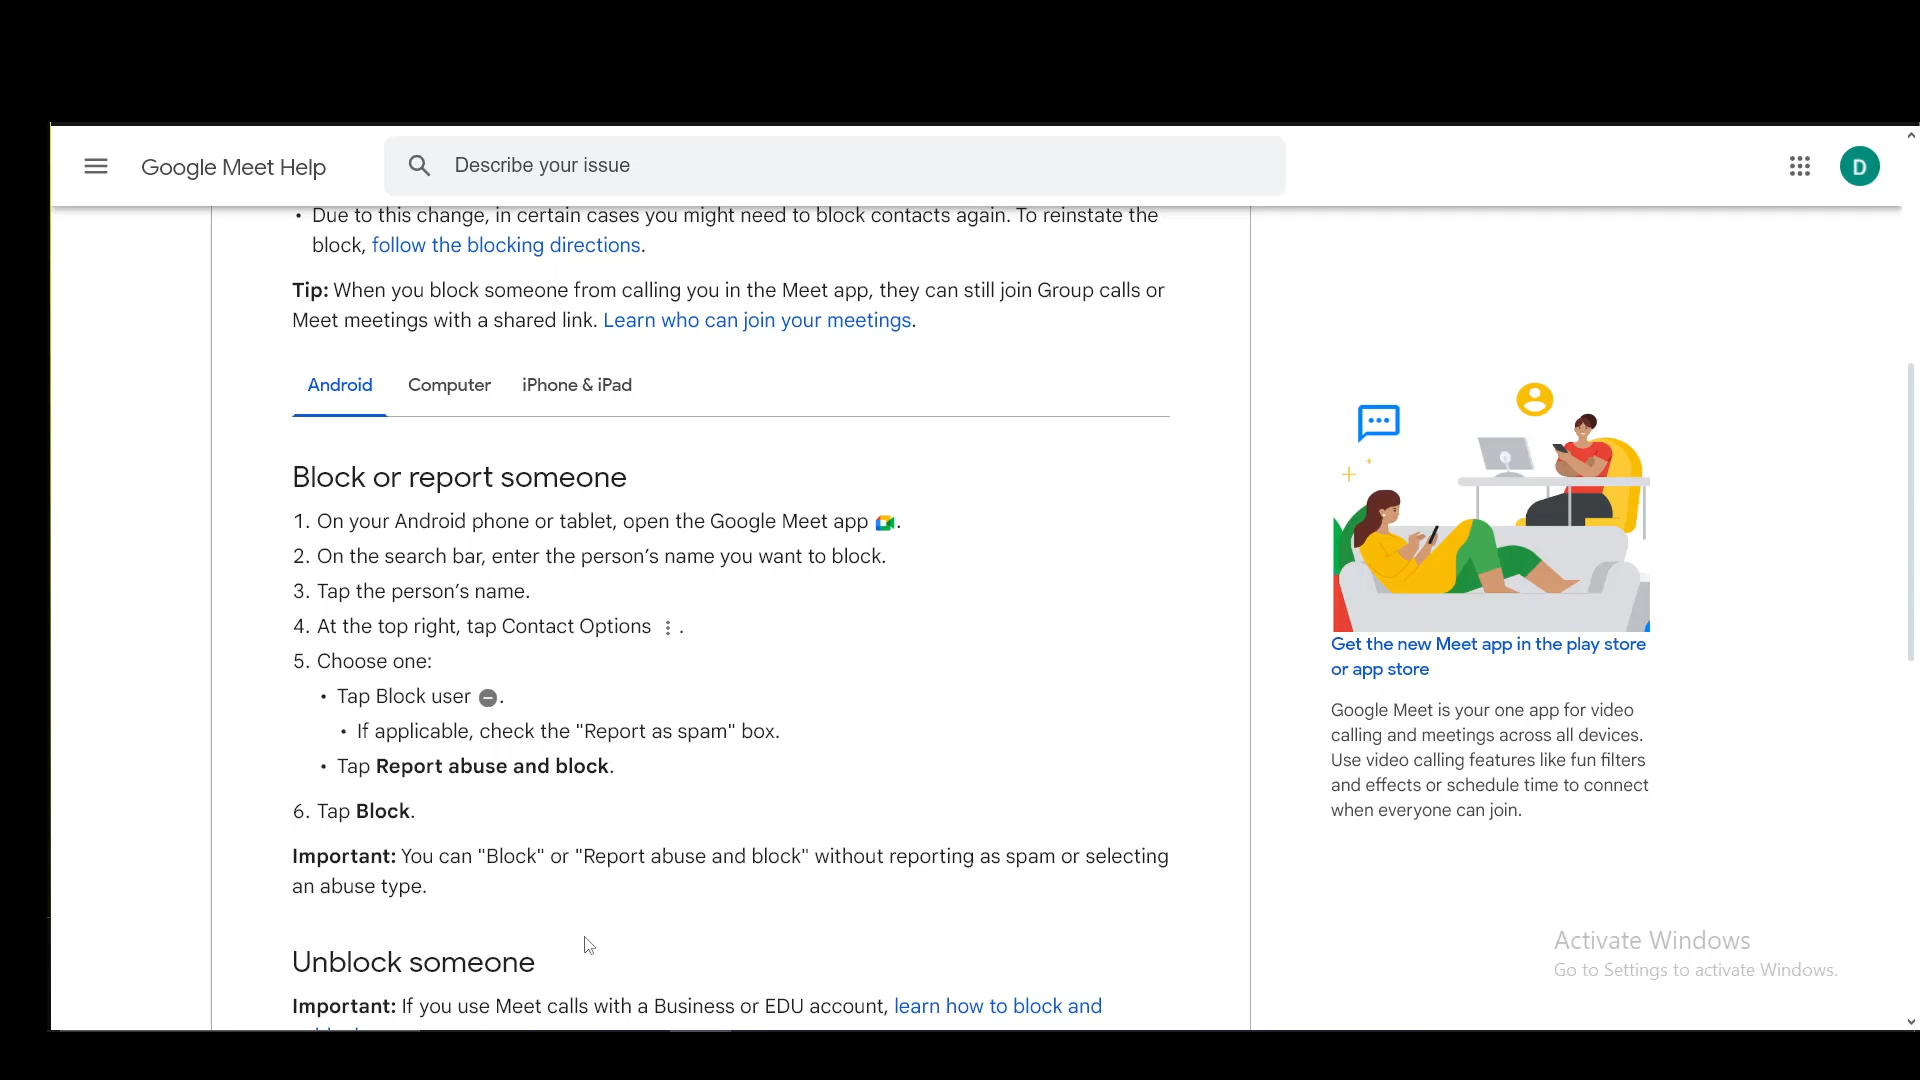 Google Meet Help
Describe your issue
D
• Due to this change, in certain cases you might need to block contacts again. To reinstate the
block, follow the blocking directions.
Tip: When you block someone from calling you in the Meet app, they can still join Group calls or
Meet meetings with a shared link. Learn who can join your meetings.
Android Computer iPhone & iPad
Block or report someone
1. On your Android phone or tablet, open the Google Meet app .
2. On the search bar, enter the person's name you want to block.
3. Tap the person's name.
4. At the top right, tap Contact Options .
5. Choose one:
• Tap Block user .
• If applicable, check the "Report as spam" box.
• Tap Report abuse and block.
6. Tap Block.
Important: You can "Block" or "Report abuse and block" without reporting as spam or selecting
an abuse type.
Unblock someone
Important: If you use Meet calls with a Business or EDU account, learn how to block and
Get the new Meet app in the play store
or app store
Google Meet is your one app for video
calling and meetings across all devices.
Use video calling features like fun filters
and effects or schedule time to connect
when everyone can join.
Activate Windows
Go to Settings to activate Windows.